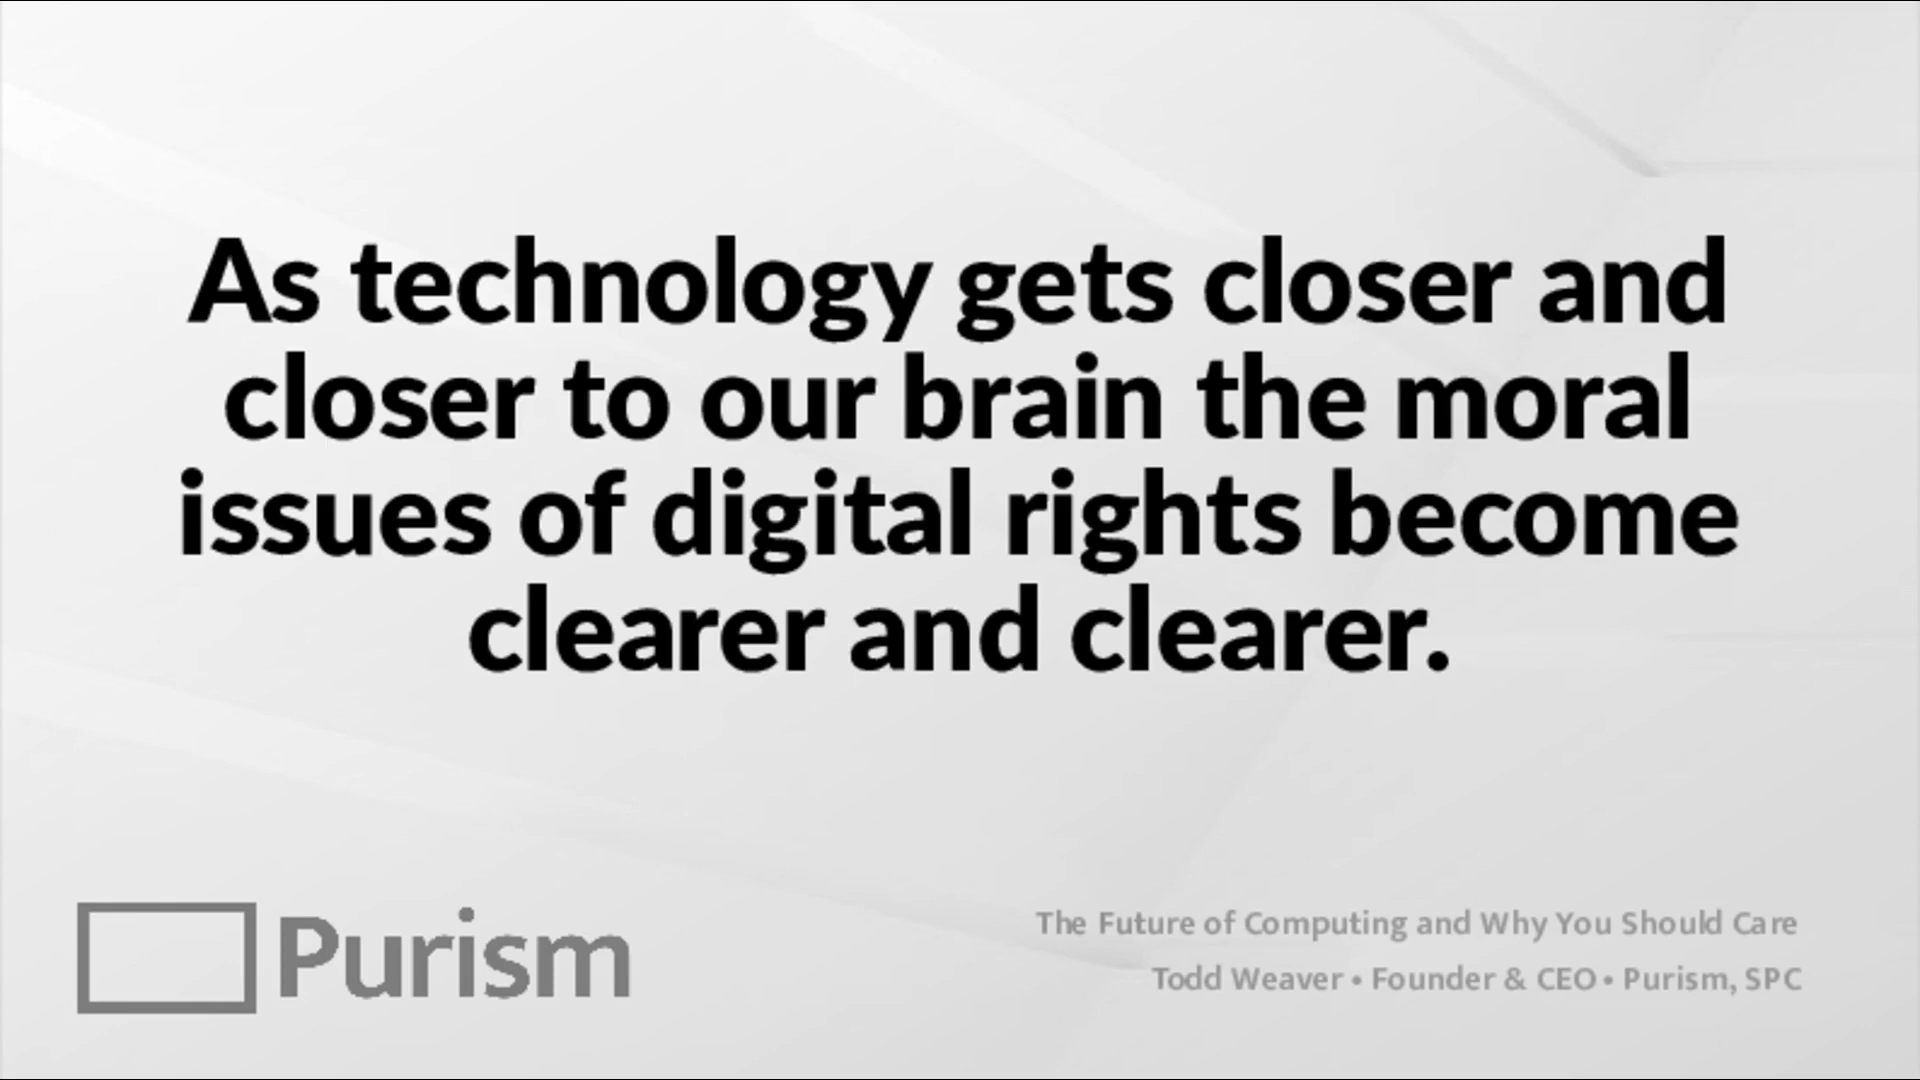 As technology gets closer and
closer to our brain the moral
issues of digital rights become
clearer and clearer.
Purism
The Future of Computing and Why You Should Care
Todd Weaver • Founder & CEO • Purism, SPC